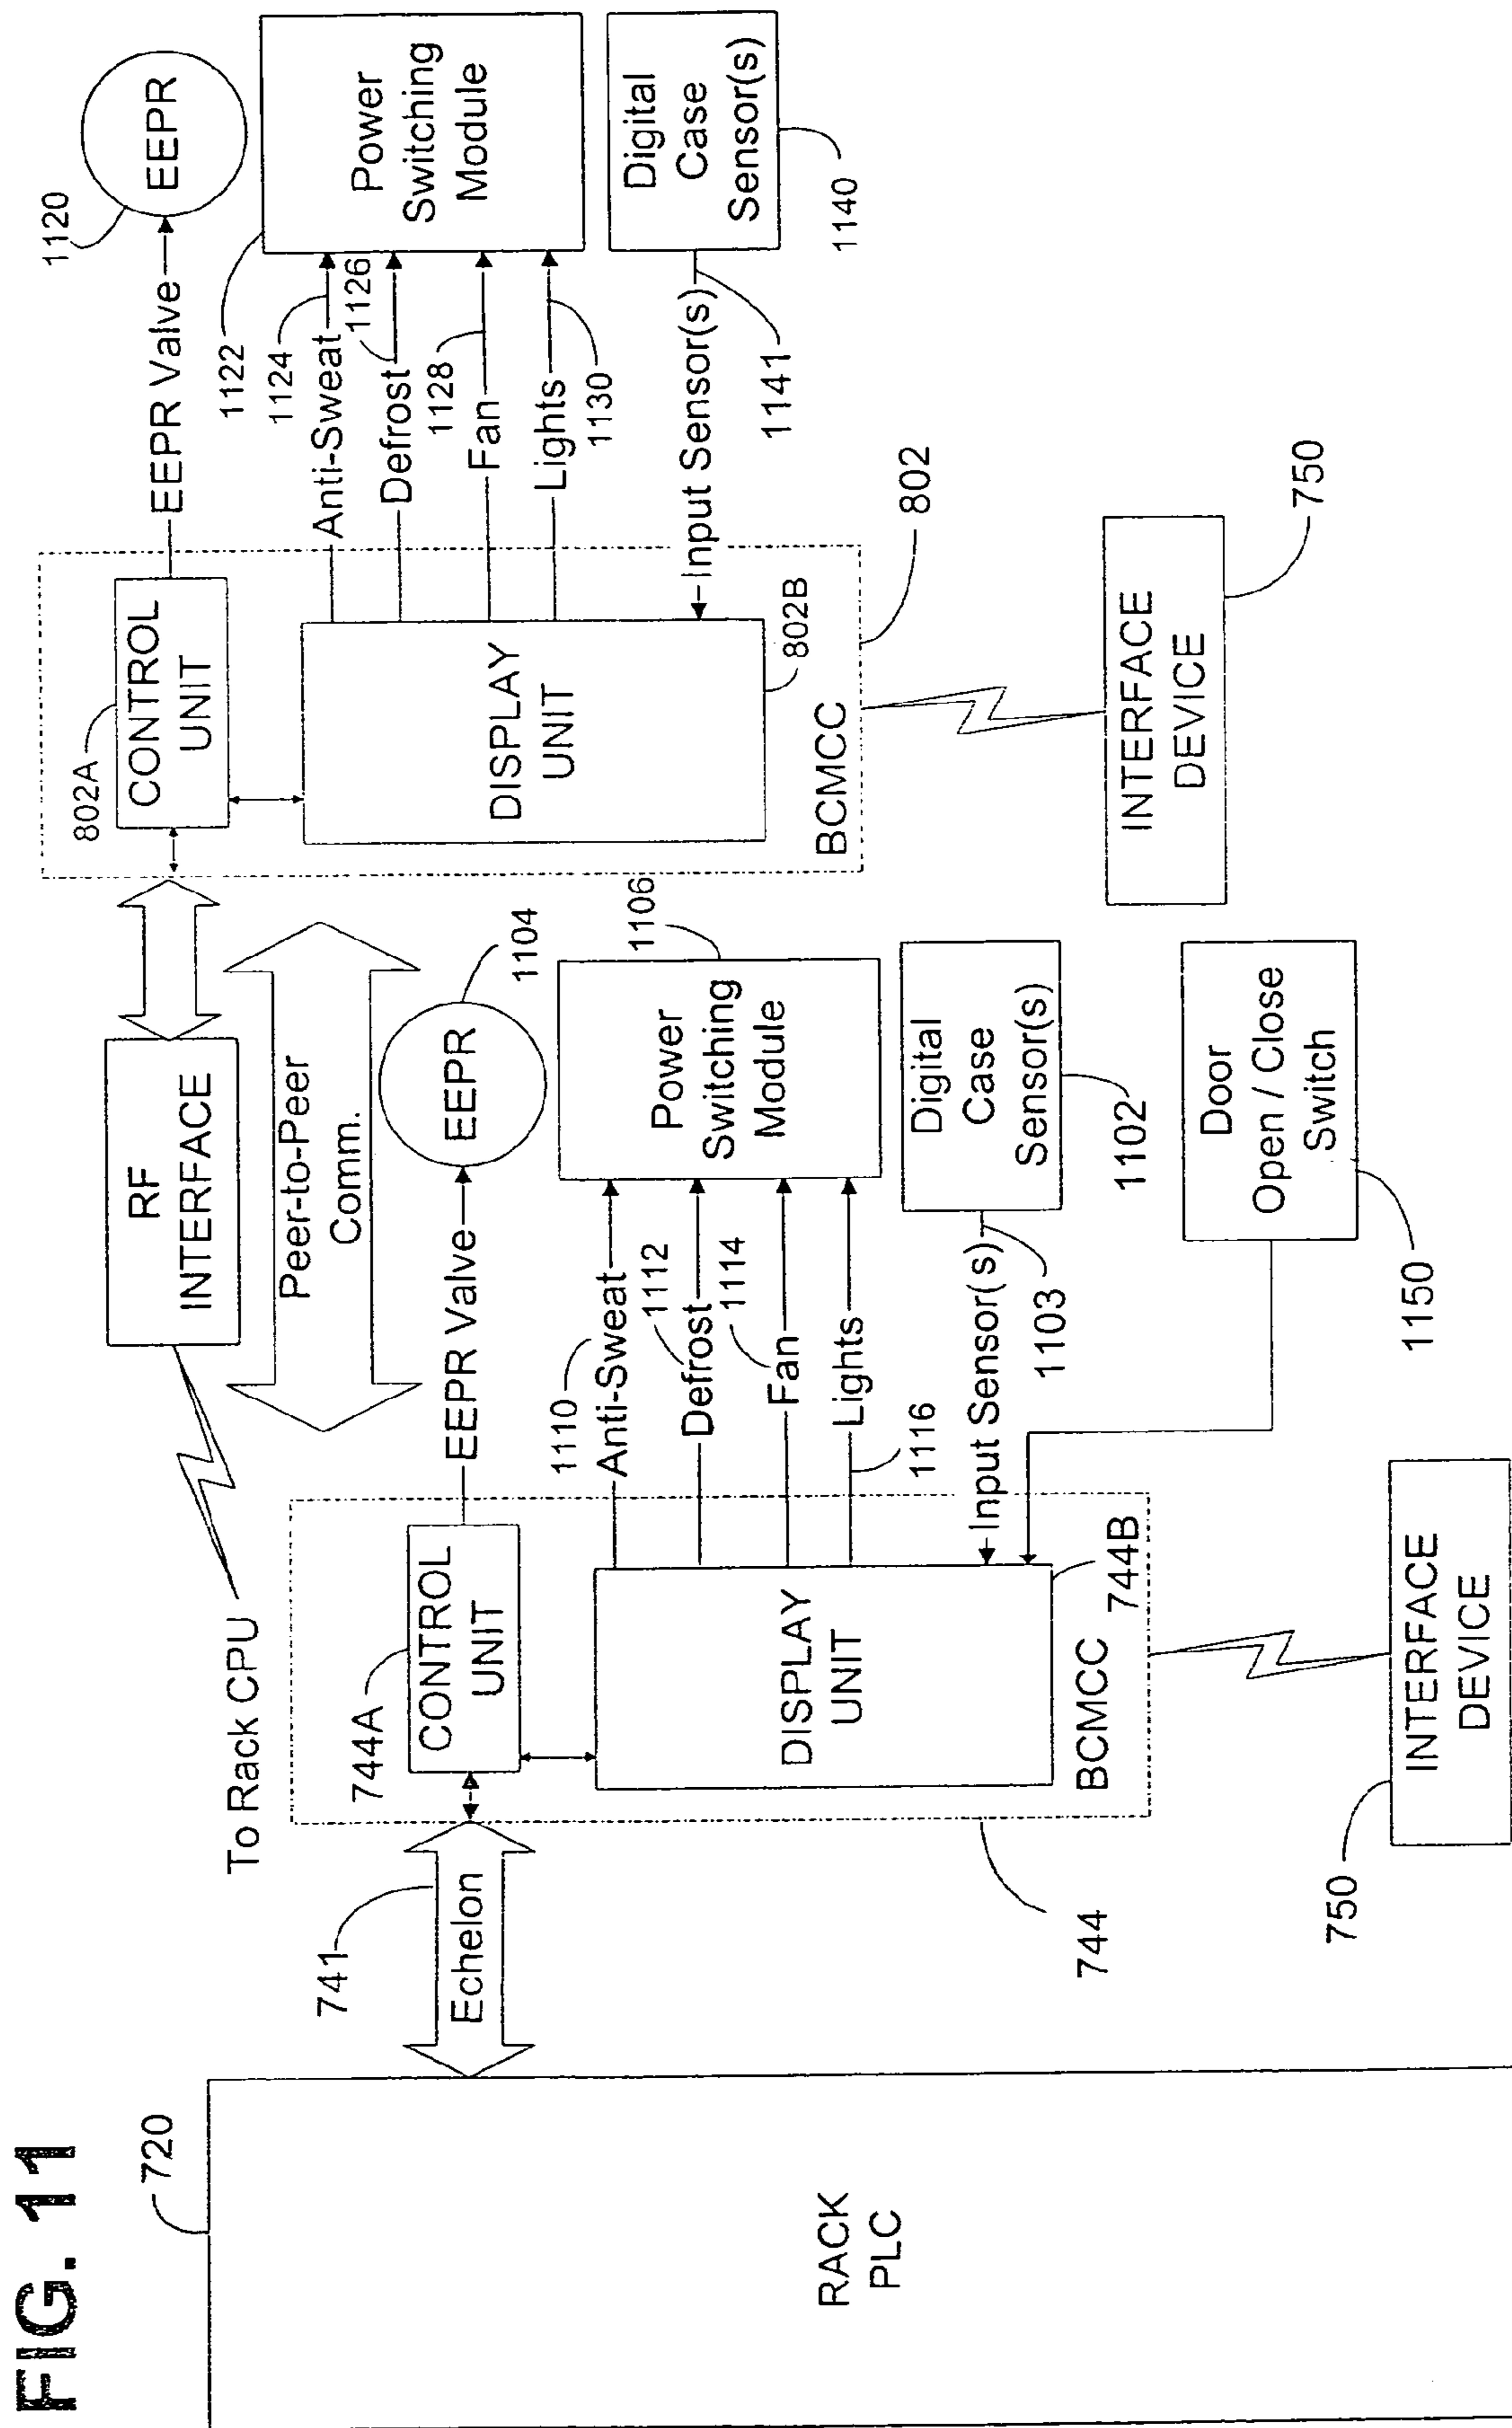 FIG. 11
720
RACK
PLC
741
Echelon
To Rack CPU
RF
INTERFACE
Peer-to-Peer
Comm.
744A
CONTROL
UNIT
DISPLAY
UNIT
744B
BCMCC
744
EEPR Valve
EEPR
1104
1110
Anti-Sweat
1112
Defrost
1114
Fan
Lights
1116
Power
Switching
Module
1106
Input Sensor(s)
1103
Digital
Case
Sensor(s)
1102
Door
Open / Close
Switch
1150
INTERFACE
DEVICE
750
802A
CONTROL
UNIT
DISPLAY
UNIT
802B
BCMCC
802
EEPR Valve
EEPR
1120
1122
Anti-Sweat
1124
Defrost
1126
Fan
1128
Lights
1130
Power
Switching
Module
Input Sensor(s)
1141
Digital
Case
Sensor(s)
1140
INTERFACE
DEVICE
750